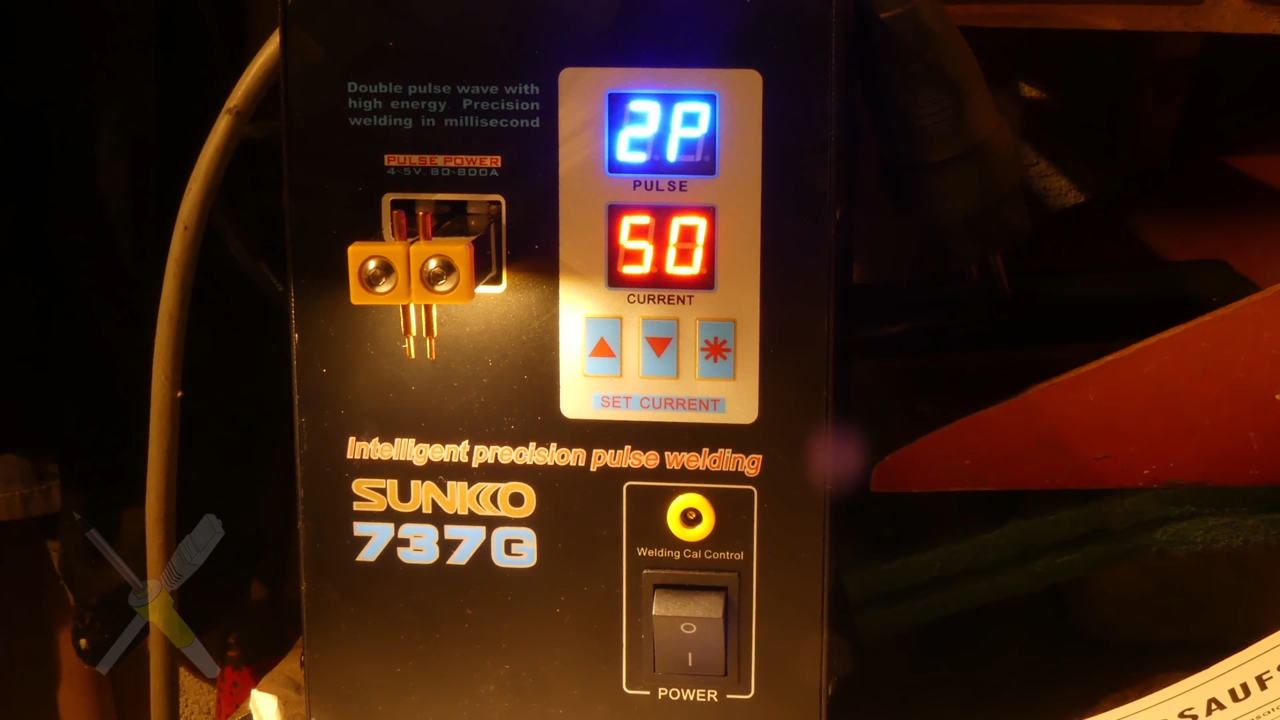 Double pulse wave with
high energy. Precision
welding in millisecond
PULSE POWER
4~5V. 80~800A
2P
PULSE
50
CURRENT
SET CURRENT
Intelligent precision pulse welding
SUNKKO
737G
Welding Cal Control
O
I
POWER